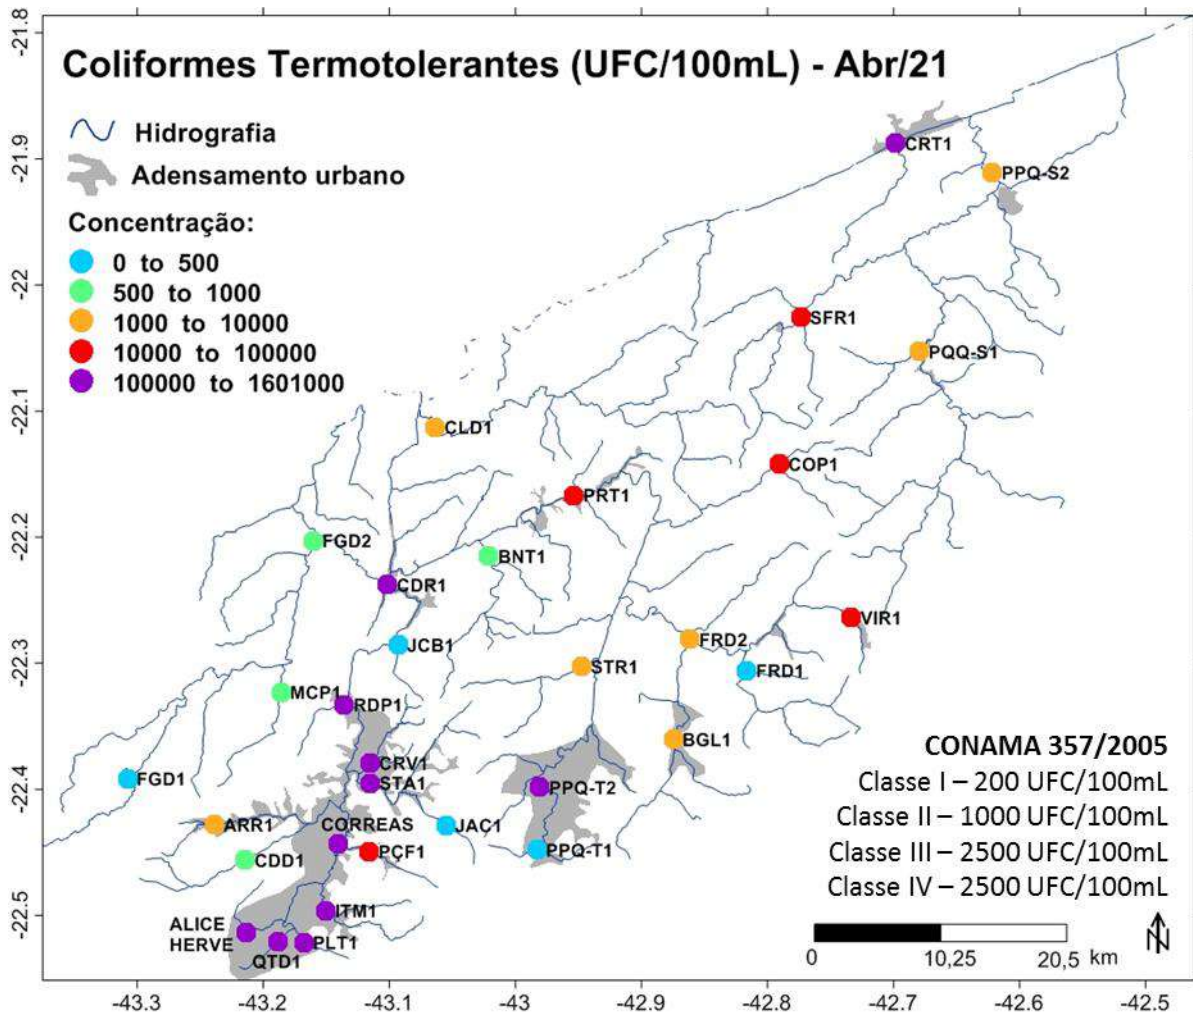 Coliformes Termotolerantes (UFC/100mL) - Abr/21
Hidrografia
Adensamento urbano
Concentração:
0 to 500
500 to 1000
1000 to 10000
10000 to 100000
100000 to 1601000
-21.8
-21.9
-22
-22.1
-22.2
-22.3
-22.4
-22.5
CRT1
PPQ-S2
SFR1
PQQ-S1
CLD1
COP1
PRT1
FGD2
BNT1
CDR1
VIR1
FRD2
JCB1
STR1
FRD1
MCP1
RDP1
BGL1
CRV1
FGD1
STA1
PPQ-T2
ARR1
CORREAS
JAC1
PÇF1
PPQ-T1
CDD1
ITM1
ALICE
HERVE
PLT1
QTD1
CONAMA 357/2005
Classe I – 200 UFC/100mL
Classe II – 1000 UFC/100mL
Classe III – 2500 UFC/100mL
Classe IV – 2500 UFC/100mL
0 10,25 20,5 km
N
-43.3 -43.2 -43.1 -43 -42.9 -42.8 -42.7 -42.6 -42.5